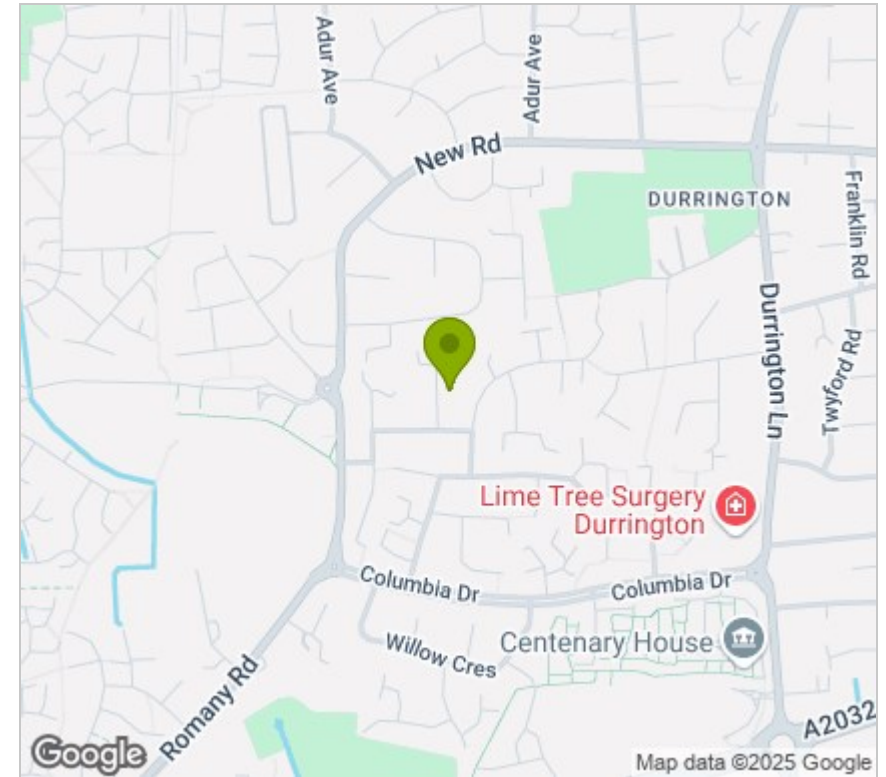 Adur Ave
Adur Ave
New Rd
DURRINGTON
Franklin Rd
Durrington Ln
Twyford Rd
Lime Tree Surgery
Durrington
Columbia Dr
Columbia Dr
Willow Cres
Centenary House
Romany Rd
A2032
Google
Map data ©2025 Google